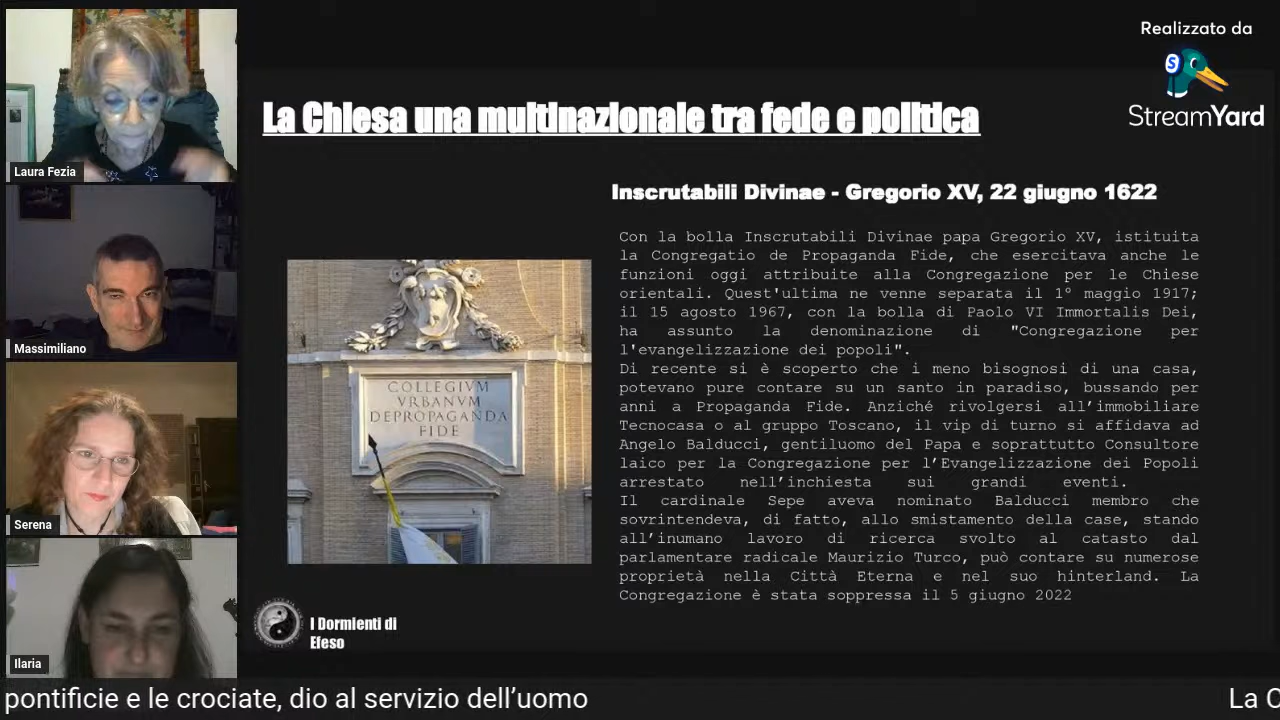 Realizzato da
StreamYard
La Chiesa una multinazionale tra fede e politica
Inscrutabili Divinae - Gregorio XV, 22 giugno 1622
Con la bolla Inscrutabili Divinae papa Gregorio XV, istituita
la Congregatio de Propaganda Fide, che esercitava anche le
funzioni oggi attribuite alla Congregazione per le Chiese
orientali. Quest'ultima ne venne separata il 1º maggio 1917;
il 15 agosto 1967, con la bolla di Paolo VI Immortalis Dei,
ha assunto la denominazione di "Congregazione per
l'evangelizzazione dei popoli".
Di recente si è scoperto che i meno bisognosi di una casa,
potevano pure contare su un santo in paradiso, bussando per
anni a Propaganda Fide. Anziché rivolgersi all’immobiliare
Tecnocasa o al gruppo Toscano, il vip di turno si affidava ad
Angelo Balducci, gentiluomo del Papa e soprattutto Consultore
laico per la Congregazione per l’Evangelizzazione dei Popoli
arrestato nell’inchiesta sui grandi eventi.
Il cardinale Sepe aveva nominato Balducci membro che
sovrintendeva, di fatto, allo smistamento della case, stando
all’inumano lavoro di ricerca svolto al catasto dal
parlamentare radicale Maurizio Turco, può contare su numerose
proprietà nella Città Eterna e nel suo hinterland. La
Congregazione è stata soppressa il 5 giugno 2022
COLLEGIVM
VRBANVM
DEPROPAGANDA
FIDE
I Dormienti di
Efeso
Laura Fezia
Massimiliano
Serena
Ilaria
pontificie e le crociate, dio al servizio dell’uomo
La C